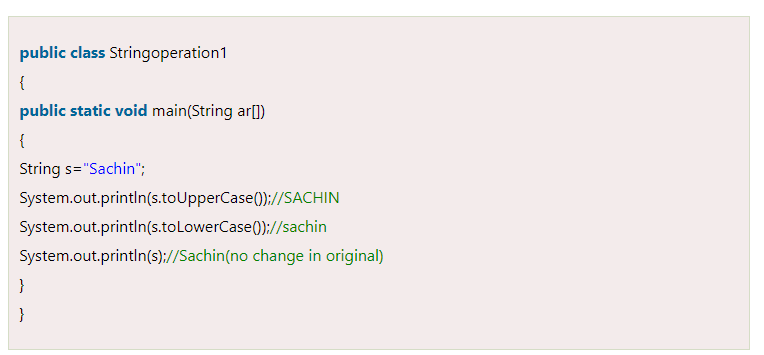 public class Stringoperation1
{
public static void main(String ar[])
{
String s="Sachin";
System.out.println(s.toUpperCase());//SACHIN
System.out.println(s.toLowerCase());//sachin
System.out.println(s);//Sachin(no change in original)
}
}